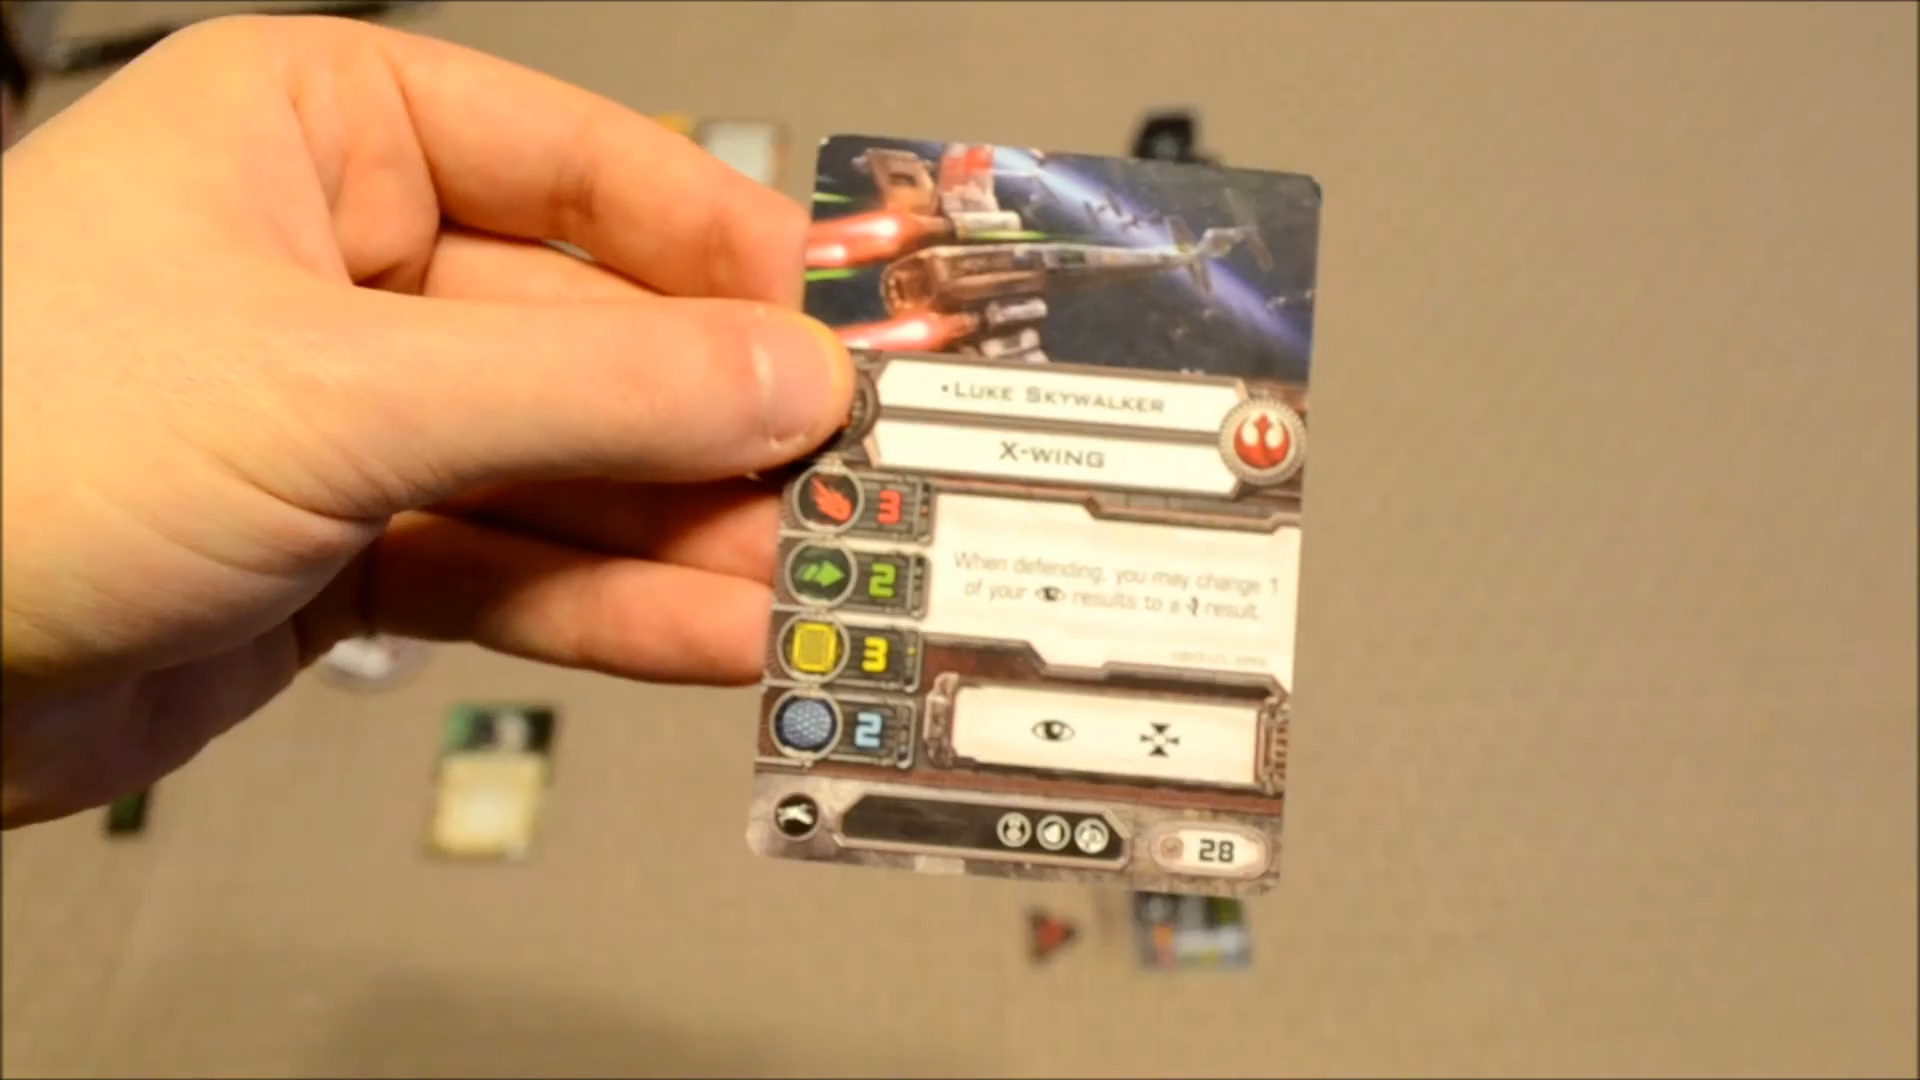 •LUKE SKYWALKER
X-WING
3
2
When defending, you may change 1
of your results to a result.
3
2
28